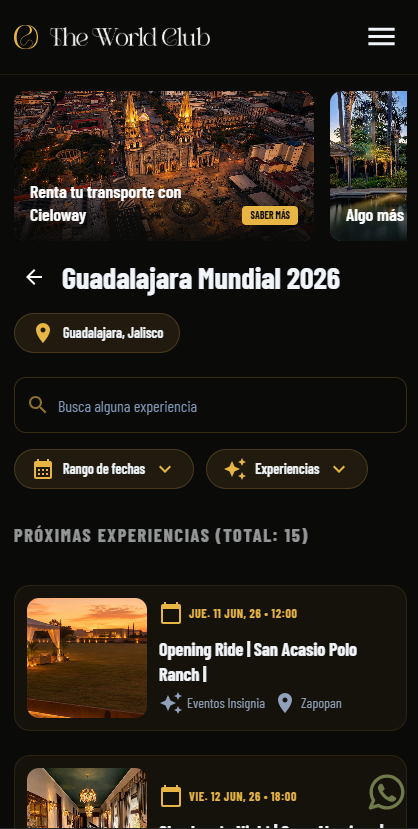 The World Club
Renta tu transporte con
Cieloway
SABER MÁS
Algo más
Guadalajara Mundial 2026
Guadalajara, Jalisco
Busca alguna experiencia
Rango de fechas
Experiencias
PRÓXIMAS EXPERIENCIAS (TOTAL: 15)
JUE. 11 JUN, 26 • 12:00
Opening Ride | San Acasio Polo
Ranch |
Eventos Insignia
Zapopan
VIE. 12 JUN, 26 • 18:00